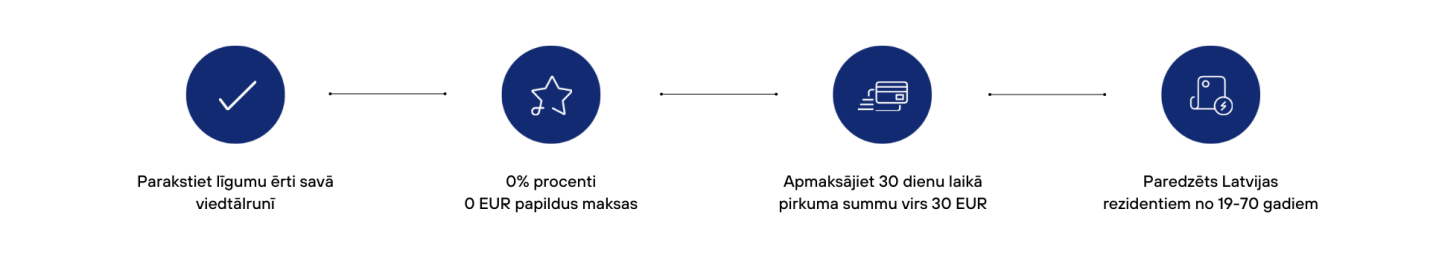 Parakstiet līgumu ērti savā
viedtālrunī
0% procenti
0 EUR papildus maksas
Apmaksājiet 30 dienu laikā
pirkuma summu virs 30 EUR
Paredzēts Latvijas
rezidentiem no 19-70 gadiem